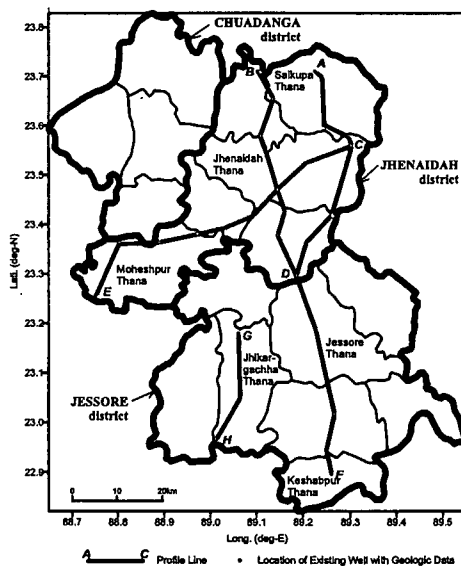 CHUADANGA
district
Saikupa
Thana
A
B
C
Jhenaidah
Thana
JHENAIDAH
district
Moheshpur
Thana
E
D
G
Jhikar-
gachha
Thana
Jessore
Thana
JESSORE
district
H
F
Keshabpur
Thana
0 10 20km
23.8
23.7
23.6
23.5
23.4
23.3
23.2
23.1
23.0
22.9
Lati. (deg-N)
88.7 88.8 88.9 89.0 89.1 89.2 89.3 89.4 89.5
Long. (deg-E)
A C Profile Line • Location of Existing Well with Geologic Data